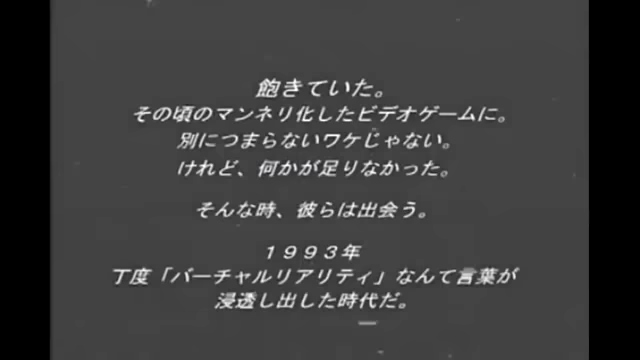 飽きていた。
その頃のマンネリ化したビデオゲームに。
別につまらないワケじゃない。
けれど、何かが足りなかった。
そんな時、彼らは出会う。
１９９３年
丁度「バーチャルリアリティ」なんて言葉が
浸透し出した時代だ。